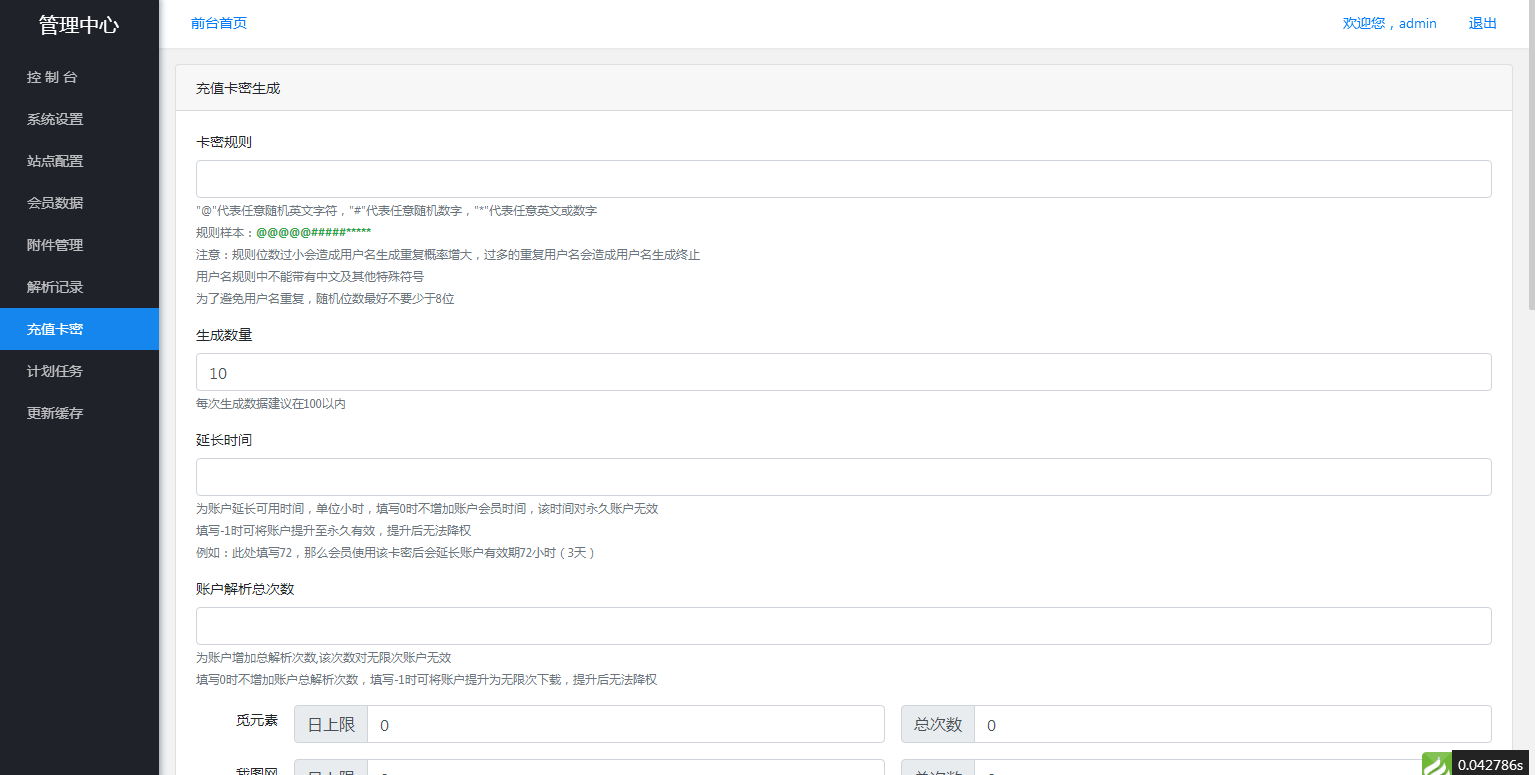 管理中心
前台首页
欢迎您，admin
退出
控 制 台
系统设置
站点配置
会员数据
附件管理
解析记录
充值卡密
计划任务
更新缓存
充值卡密生成
卡密规则
"@"代表任意随机英文字符，"#"代表任意随机数字，"*"代表任意英文或数字
规则样本：@@@@@#####*****
注意：规则位数过小会造成用户名生成重复概率增大，过多的重复用户名会造成用户名生成终止
用户名规则中不能带有中文及其他特殊符号
为了避免用户名重复，随机位数最好不要少于8位
生成数量
10
每次生成数据建议在100以内
延长时间
为账户延长可用时间，单位小时，填写0时不增加账户会员时间，该时间对永久账户无效
填写-1时可将账户提升至永久有效，提升后无法降权
例如：此处填写72，那么会员使用该卡密后会延长账户有效期72小时（3天）
账户解析总次数
为账户增加总解析次数,该次数对无限次账户无效
填写0时不增加账户总解析次数，填写-1时可将账户提升为无限次下载，提升后无法降权
觅元素 日上限 0 总次数 0
我图网 日上限 0 总次数 0
0.042786s